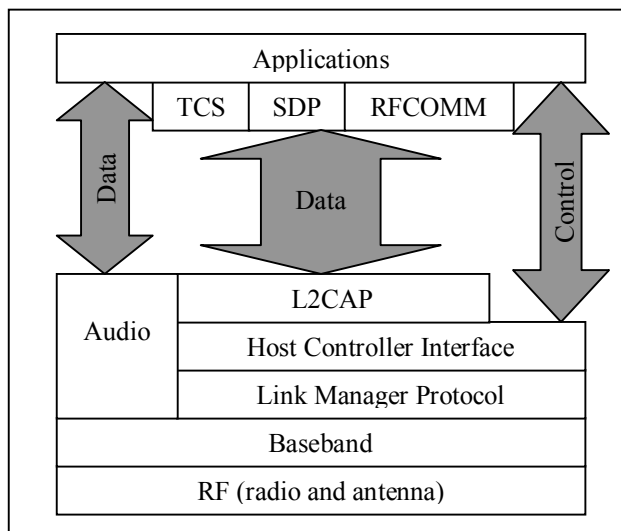 Applications
TCS SDP RFCOMM
Data
Data
Control
L2CAP
Audio
Host Controller Interface
Link Manager Protocol
Baseband
RF (radio and antenna)